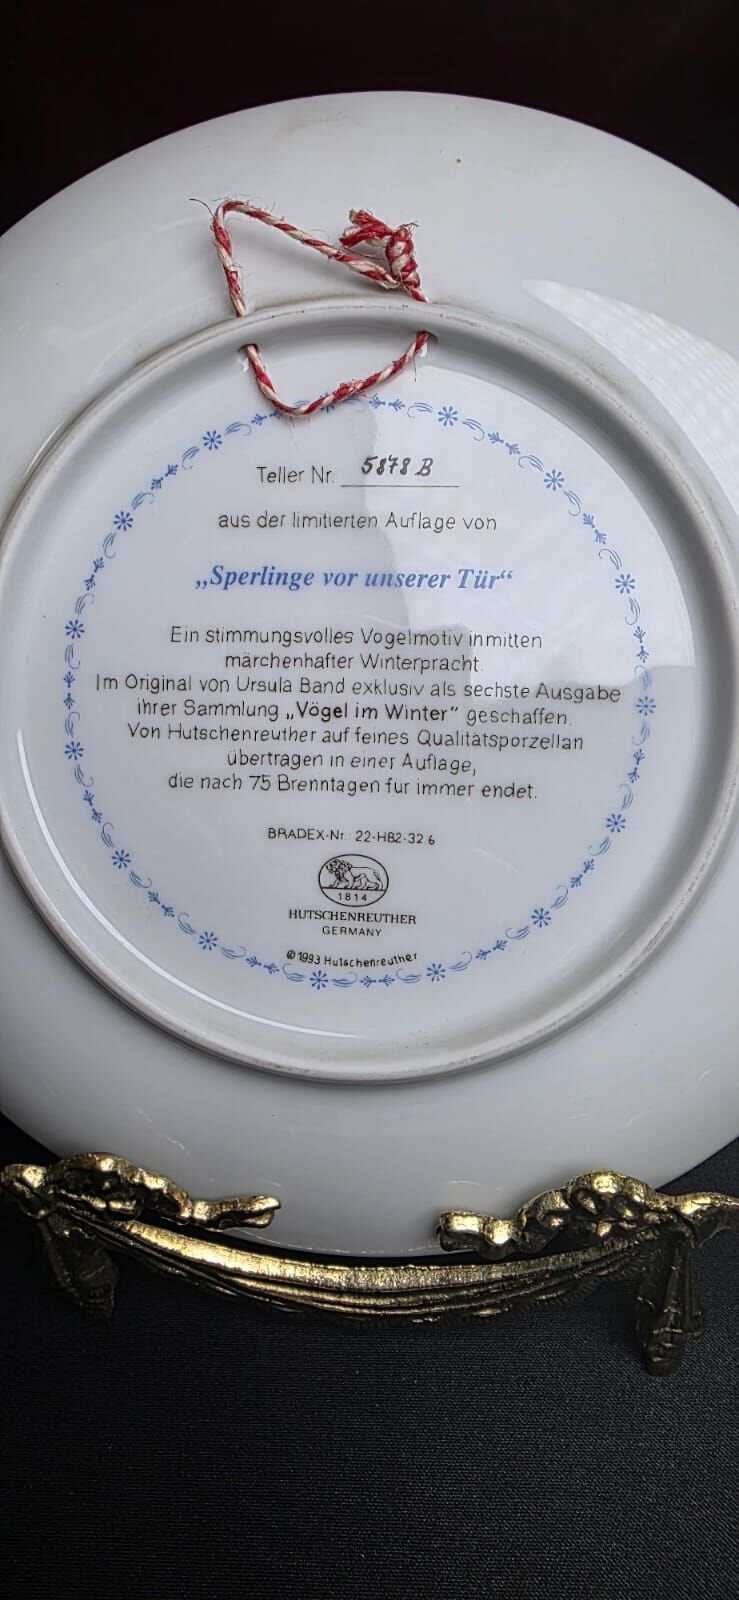 Teller Nr. 5878 B
aus der limitierten Auflage von
„Sperlinge vor unserer Tür“
Ein stimmungsvolles Vogelmotiv inmitten
märchenhafter Winterpracht.
Im Original von Ursula Band exklusiv als sechste Ausgabe
ihrer Sammlung „Vögel im Winter“ geschaffen.
Von Hutschenreuther auf feines Qualitätsporzellan
übertragen in einer Auflage,
die nach 75 Brenntagen für immer endet.
BRADEX-Nr. 22-H82-32 6
1814
HUTSCHENREUTHER
GERMANY
©1993 Hutschenreuther